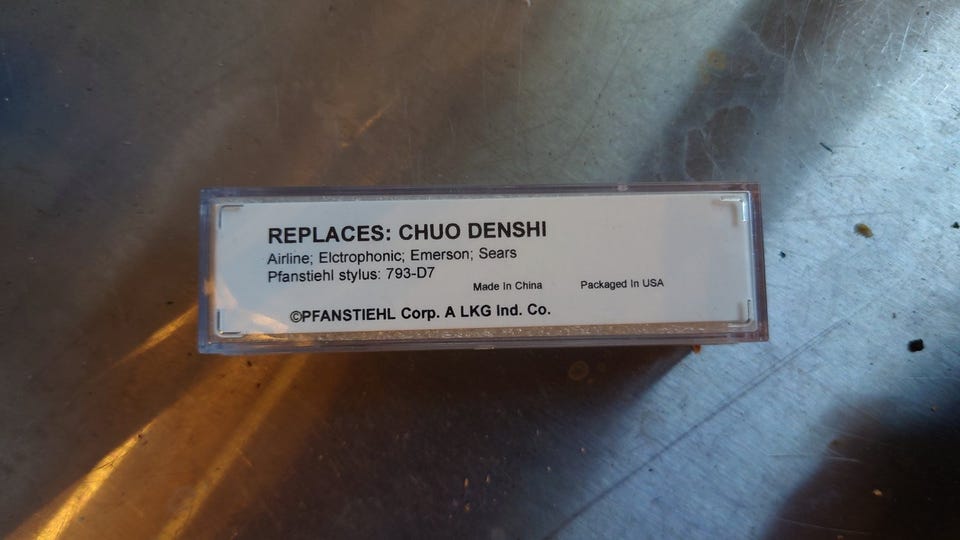 REPLACES: CHUO DENSHI
Airline; Elctrophonic; Emerson; Sears
Pfanstiehl stylus: 793-D7
Made In China Packaged In USA
©PFANSTIEHL Corp. A LKG Ind. Co.